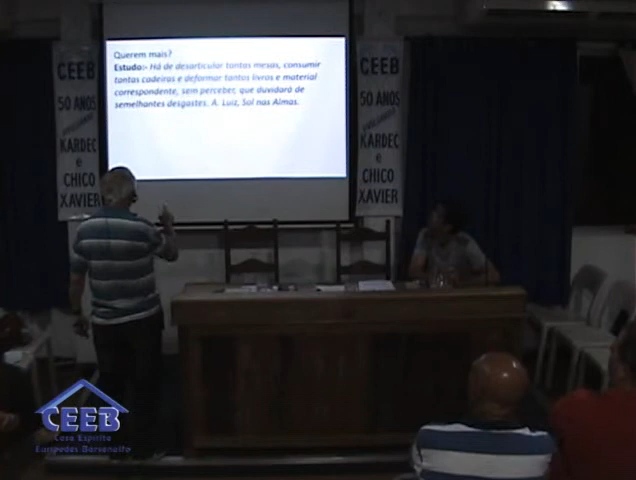 Querem mais?
Estudo:- Há de desarticular tantas mesas, consumir
tantas cadeiras e deformar tantos livros e material
correspondente, sem perceber, que duvidará de
semelhantes desgastes. A. Luiz, Sol nas Almas.
CEEB
50 ANOS
KARDEC
e
CHICO
XAVIER
CEEB
50 ANOS
KARDEC
e
CHICO
XAVIER
CEEB
Casa Espírita
Eurípedes Barsanulfo